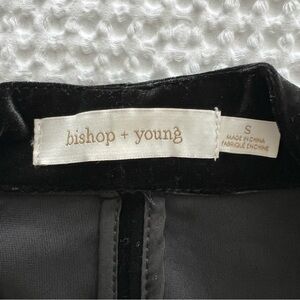 bishop + young
S
MADE IN CHINA
FABRIQUÉ EN CHINE